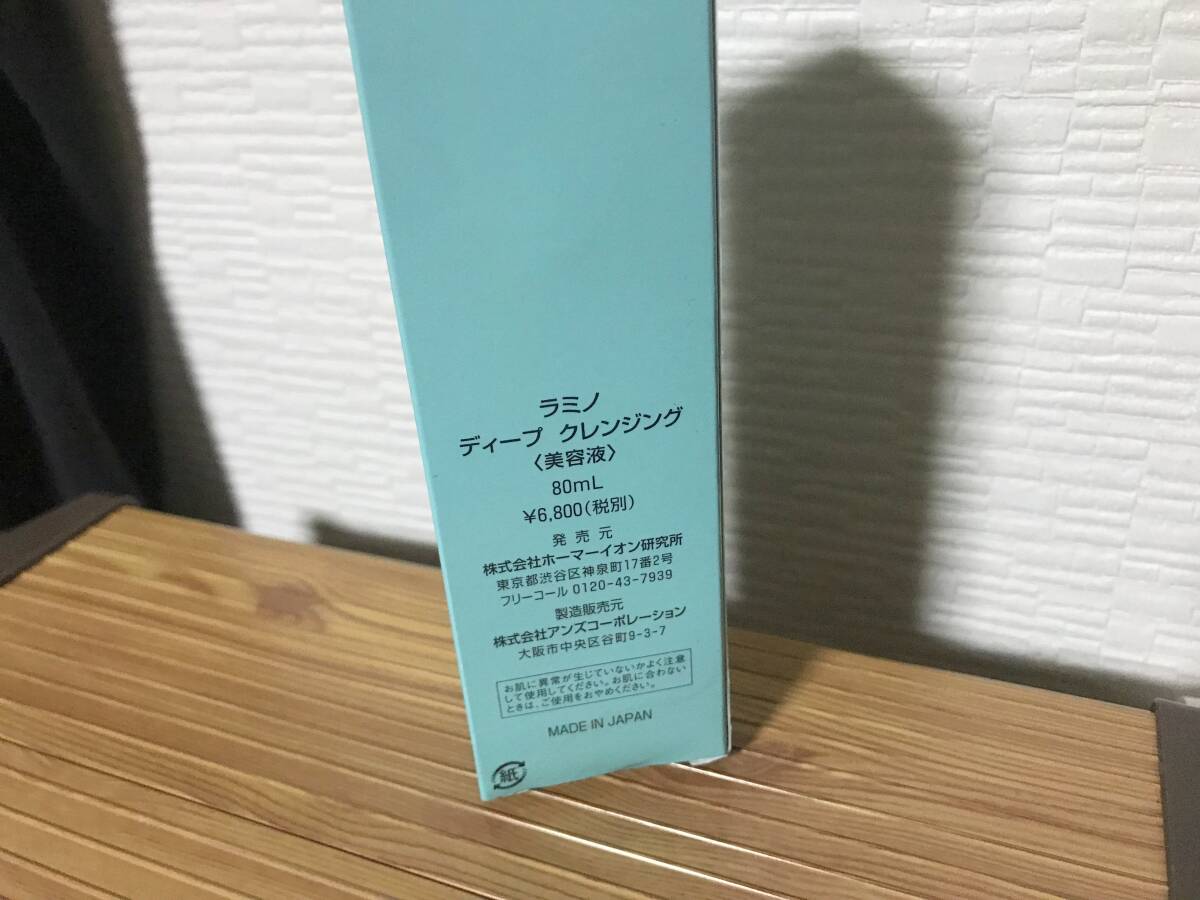 ラミノ
ディープ クレンジング
〈美容液〉
80mL
¥6,800(税別)
発売元
株式会社ホーマーイオン研究所
東京都渋谷区神泉町17番2号
フリーコール 0120-43-7939
製造販売元
株式会社アンズコーポレーション
大阪市中央区谷町9-3-7
お肌に異常が生じていないかよく注意
して使用してください。お肌に合わない
ときは、ご使用をおやめください。
MADE IN JAPAN
紙